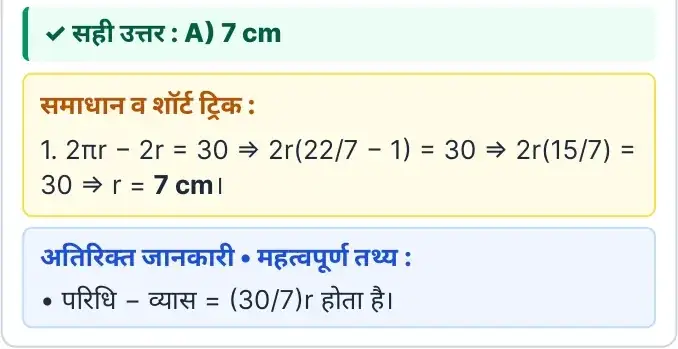 ✓ सही उत्तर : A) 7 cm
समाधान व शॉर्ट ट्रिक :
1. 2πr − 2r = 30 ⇒ 2r(22/7 − 1) = 30 ⇒ 2r(15/7) =
30 ⇒ r = 7 cm।
अतिरिक्त जानकारी • महत्वपूर्ण तथ्य :
• परिधि − व्यास = (30/7)r होता है।